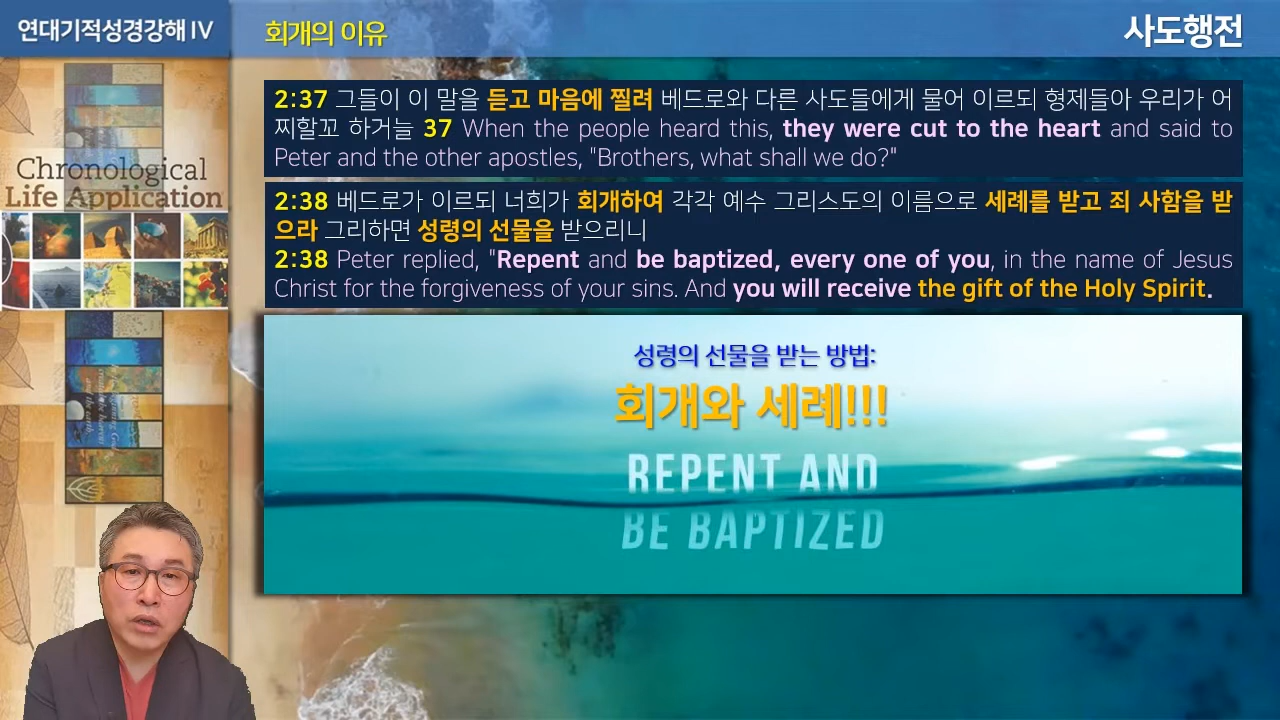 연대기적성경강해 IV
회개의 이유
사도행전
Chronological
Life Application
2:37 그들이 이 말을 듣고 마음에 찔려 베드로와 다른 사도들에게 물어 이르되 형제들아 우리가 어
찌할꼬 하거늘 37 When the people heard this, they were cut to the heart and said to
Peter and the other apostles, "Brothers, what shall we do?"
2:38 베드로가 이르되 너희가 회개하여 각각 예수 그리스도의 이름으로 세례를 받고 죄 사함을 받
으라 그리하면 성령의 선물을 받으리니
2:38 Peter replied, "Repent and be baptized, every one of you, in the name of Jesus
Christ for the forgiveness of your sins. And you will receive the gift of the Holy Spirit.
성령의 선물을 받는 방법:
회개와 세례!!!
REPENT AND
BE BAPTIZED